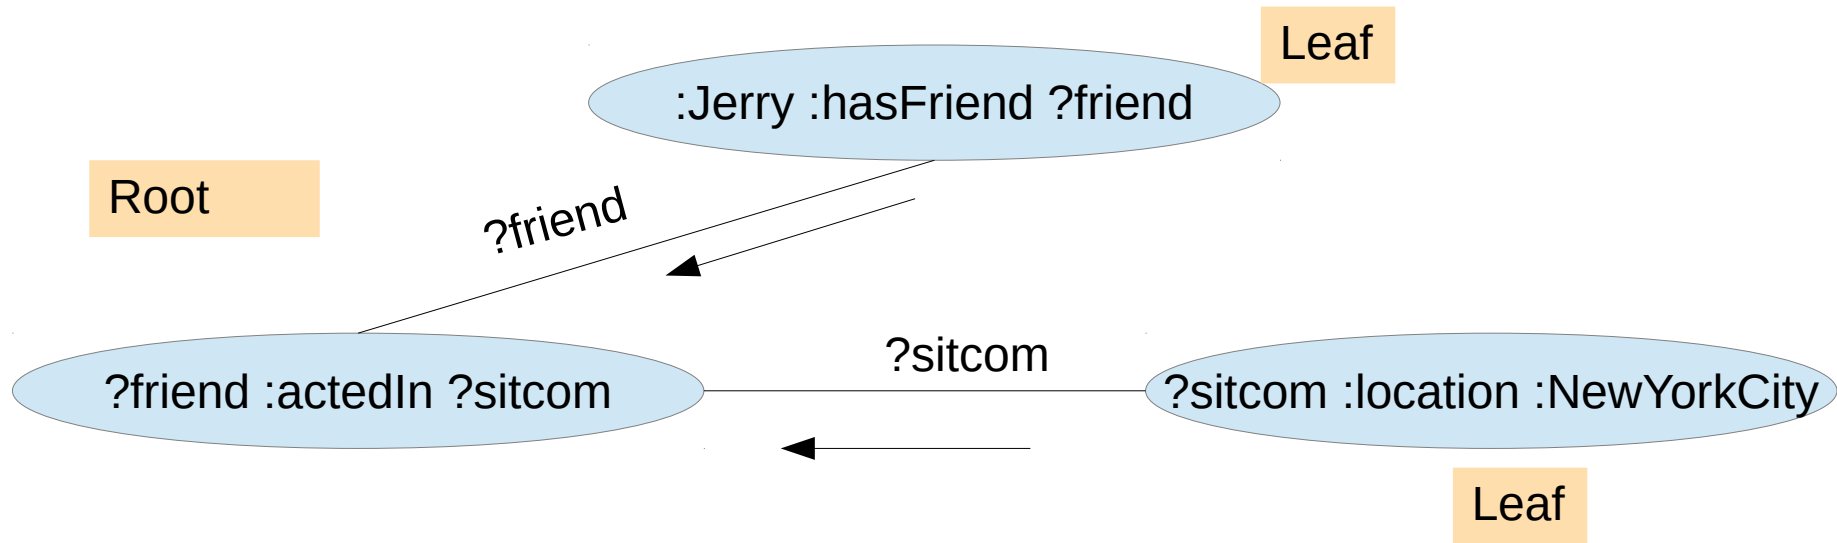 Leaf
:Jerry :hasFriend ?friend
Root
?friend
?sitcom
?friend :actedIn ?sitcom
?sitcom :location :NewYorkCity
Leaf